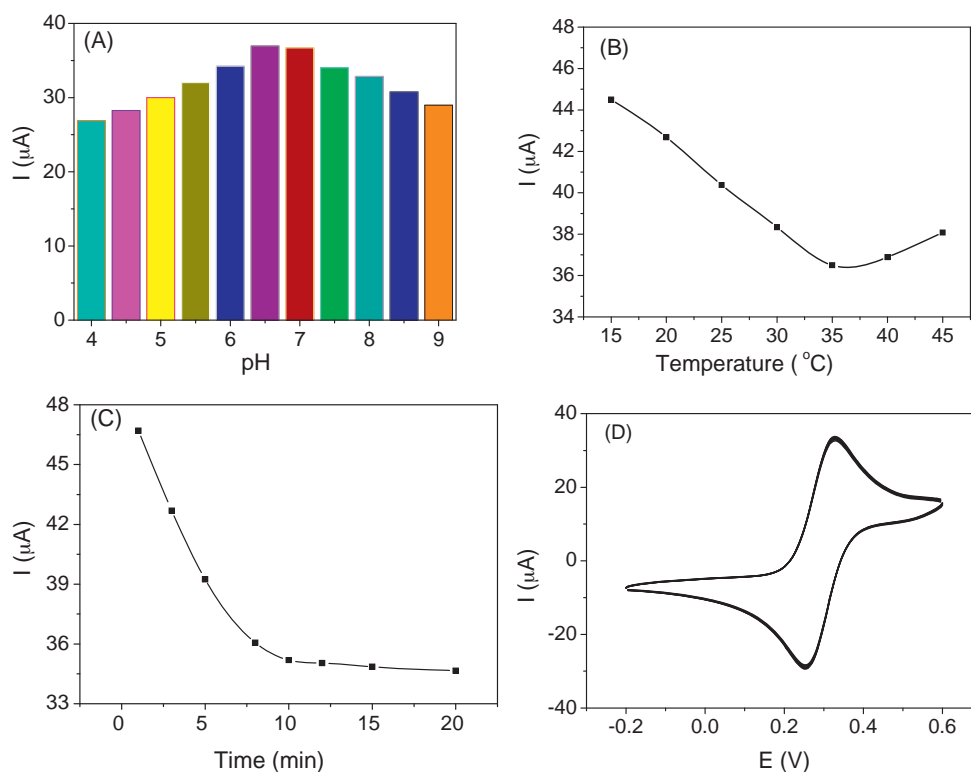 (A)
I (μA)
40
30
20
10
0
4 5 6 7 8 9
pH
(B)
I (μA)
48
46
44
42
40
38
36
34
15 20 25 30 35 40 45
Temperature ( °C)
(C)
I (μA)
48
45
42
39
36
33
0 5 10 15 20
Time (min)
(D)
I (μA)
40
20
0
-20
-40
-0.2 0.0 0.2 0.4 0.6
E (V)